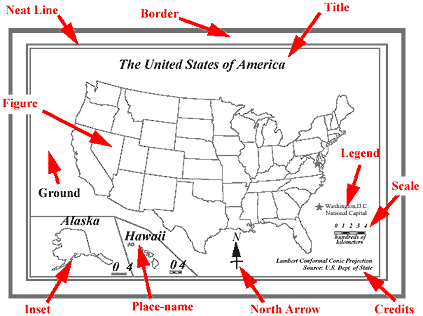 Neat Line
Border
Title
The United States of America
Figure
Legend
Ground
Washington, D.C.
National Capital
Scale
0 1 2 3 4
hundreds of
kilometers
Alaska
Hawaii
N
0 4
0 4
Lambert Conformal Conic Projection
Source: U.S. Dept. of State
Inset
Place-name
North Arrow
Credits